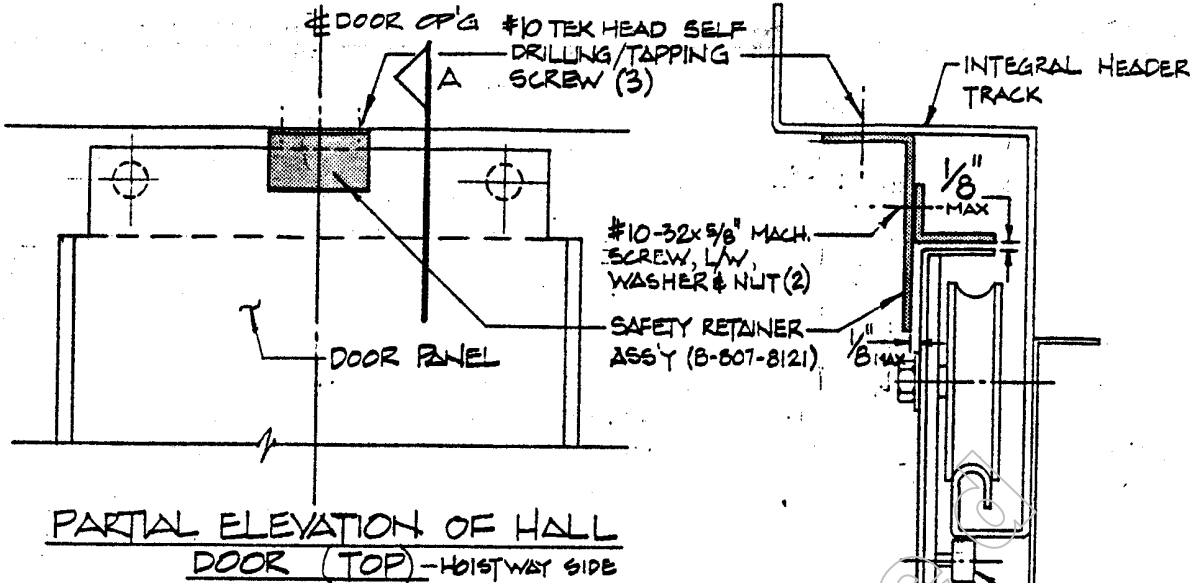 ℄ DOOR OP'G
#10 TEK HEAD SELF
DRILLING/TAPPING
SCREW (3)
A
INTEGRAL HEADER
TRACK
1/8"
MAX
#10-32x5/8" MACH.
SCREW, L/W,
WASHER & NUT (2)
SAFETY RETAINER
ASS'Y (B-807-8121)
1/8" MAX
DOOR PANEL
PARTIAL ELEVATION OF HALL
DOOR (TOP) - HOISTWAY SIDE